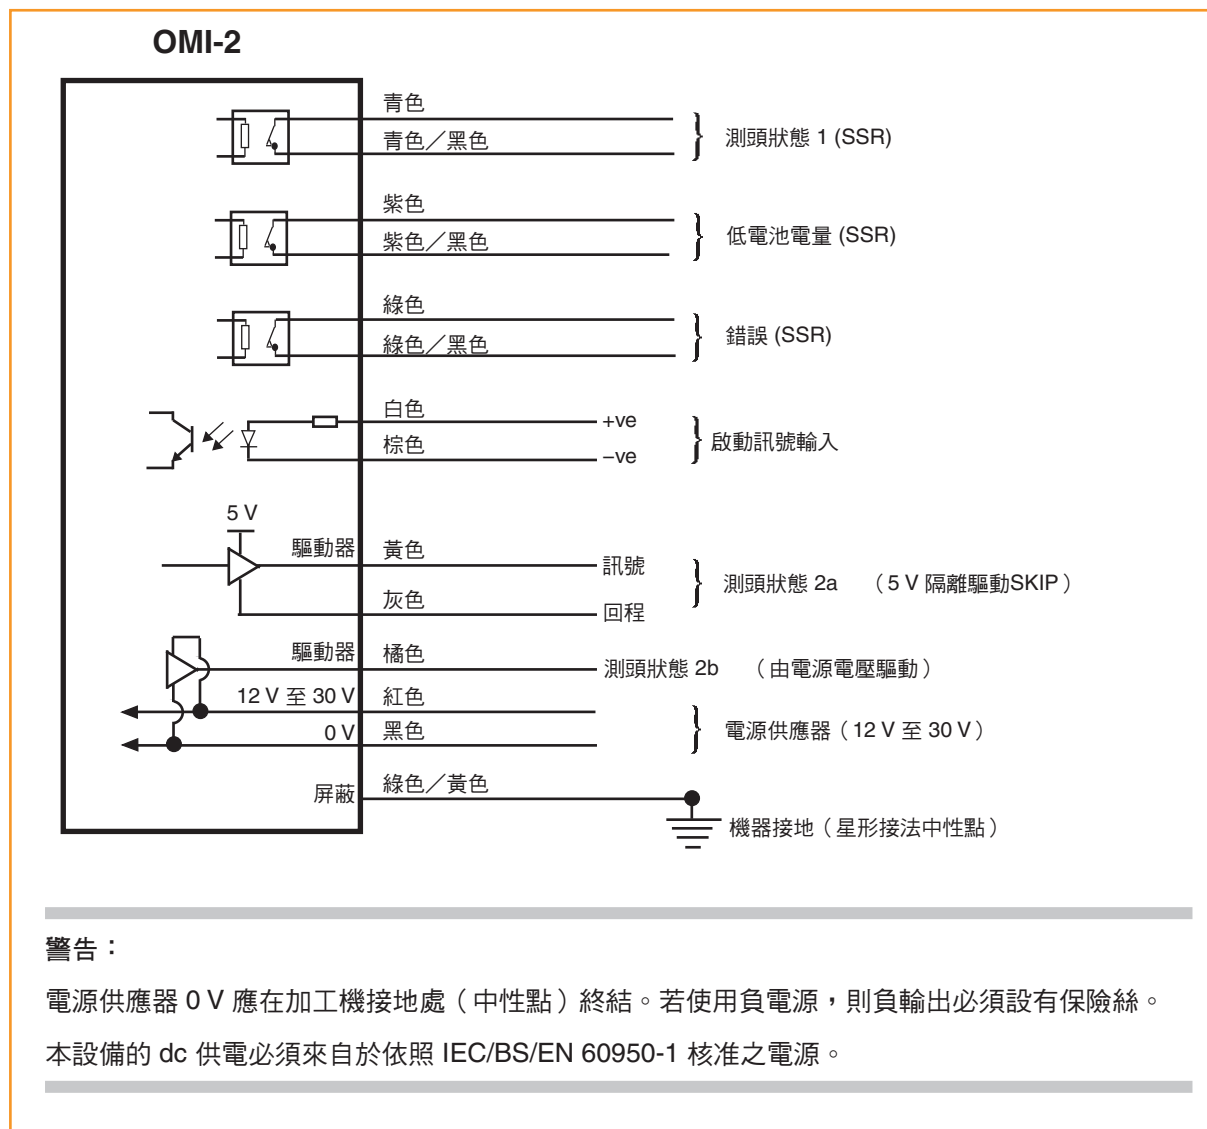 OMI-2
青色
青色／黑色
測頭狀態 1 (SSR)
紫色
紫色／黑色
低電池電量 (SSR)
綠色
綠色／黑色
錯誤 (SSR)
白色
+ve
棕色
–ve
啟動訊號輸入
5 V
驅動器 黃色
訊號
灰色
回程
測頭狀態 2a （5 V 隔離驅動SKIP）
驅動器 橘色
測頭狀態 2b （由電源電壓驅動）
12 V 至 30 V 紅色
0 V 黑色
電源供應器（12 V 至 30 V）
屏蔽 綠色／黃色
機器接地（星形接法中性點）
警告：
電源供應器 0 V 應在加工機接地處（中性點）終結。若使用負電源，則負輸出必須設有保險絲。
本設備的 dc 供電必須來自於依照 IEC/BS/EN 60950-1 核准之電源。